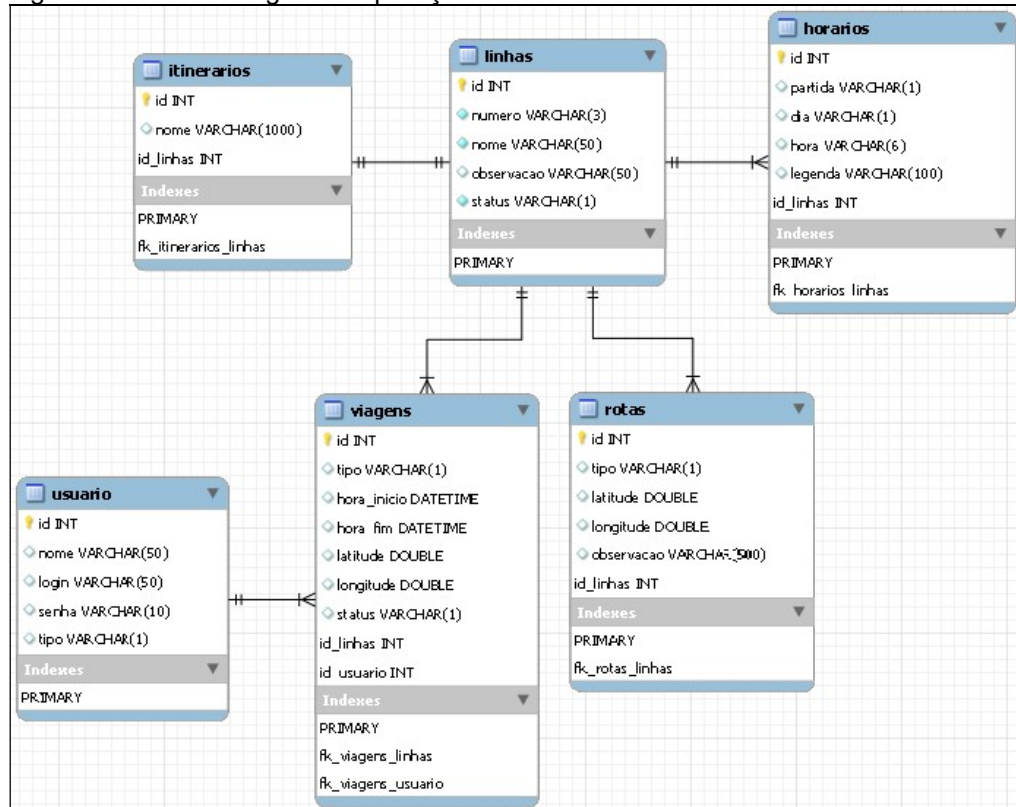 itinerarios
id INT
nome VARCHAR(1000)
id_linhas INT
Indexes
PRIMARY
fk_itinerarios_linhas
linhas
id INT
numero VARCHAR(3)
nome VARCHAR(50)
observacao VARCHAR(50)
status VARCHAR(1)
Indexes
PRIMARY
horarios
id INT
partida VARCHAR(1)
dia VARCHAR(1)
hora VARCHAR(6)
legenda VARCHAR(100)
id_linhas INT
Indexes
PRIMARY
fk_horarios_linhas
viagens
id INT
tipo VARCHAR(1)
hora_inicio DATETIME
hora_fim DATETIME
latitude DOUBLE
longitude DOUBLE
status VARCHAR(1)
id_linhas INT
id_usuario INT
Indexes
PRIMARY
fk_viagens_linhas
fk_viagens_usuario
rotas
id INT
tipo VARCHAR(1)
latitude DOUBLE
longitude DOUBLE
observacao VARCHAR(500)
id_linhas INT
Indexes
PRIMARY
fk_rotas_linhas
usuario
id INT
nome VARCHAR(50)
login VARCHAR(50)
senha VARCHAR(10)
tipo VARCHAR(1)
Indexes
PRIMARY